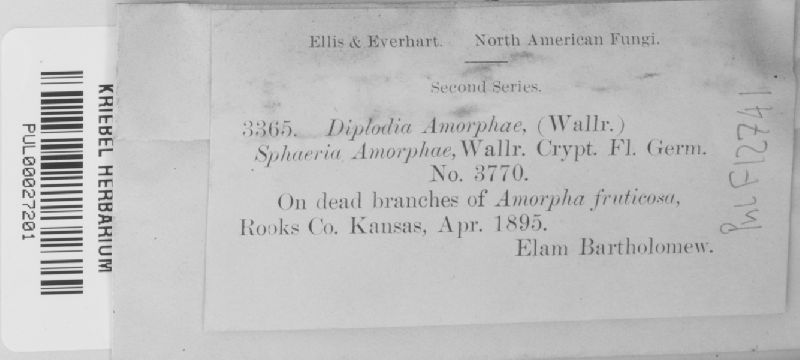 Ellis & Everhart. North American Fungi.
Second Series.
3365. Diplodia Amorphae, (Wallr.)
Sphaeria Amorphae, Wallr. Crypt. Fl. Germ.
No. 3770.
On dead branches of Amorpha fruticosa,
Rooks Co. Kansas, Apr. 1895.
Elam Bartholomew.
KRIEBEL HERBARIUM
PUL00027201